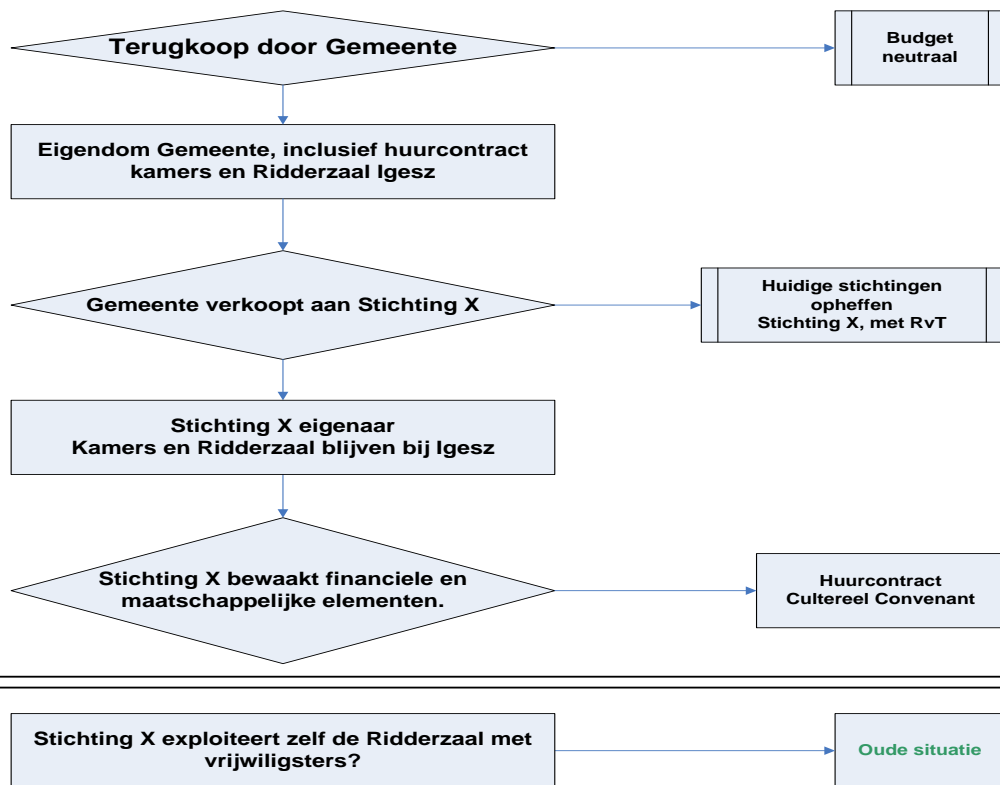 Terugkoop door Gemeente
Budget
neutraal
Eigendom Gemeente, inclusief huurcontract
kamers en Ridderzaal Igesz
Gemeente verkoopt aan Stichting X
Huidige stichtingen
opheffen
Stichting X, met RvT
Stichting X eigenaar
Kamers en Ridderzaal blijven bij Igesz
Stichting X bewaakt financiele en
maatschappelijke elementen.
Huurcontract
Cultereel Convenant
Stichting X exploiteert zelf de Ridderzaal met
vrijwiligsters?
Oude situatie